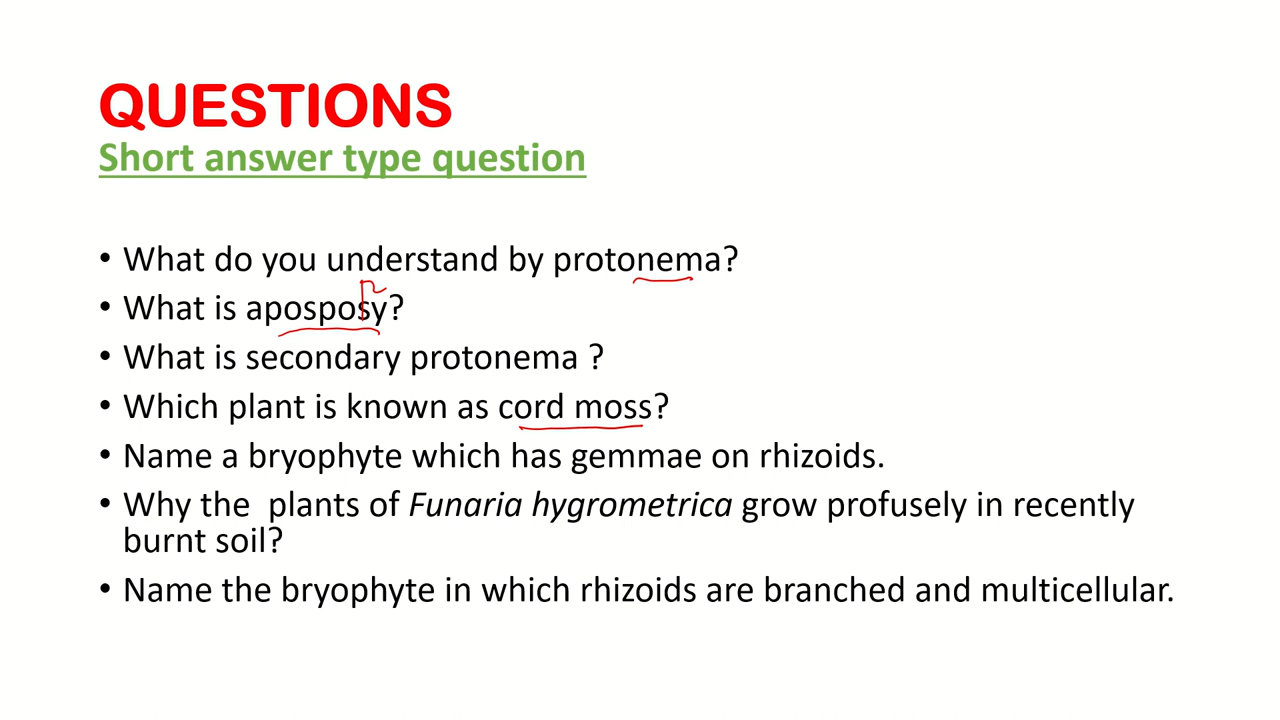 QUESTIONS
Short answer type question
• What do you understand by protonema?
• What is aposposy?
• What is secondary protonema ?
• Which plant is known as cord moss?
• Name a bryophyte which has gemmae on rhizoids.
• Why the plants of Funaria hygrometrica grow profusely in recently
burnt soil?
• Name the bryophyte in which rhizoids are branched and multicellular.